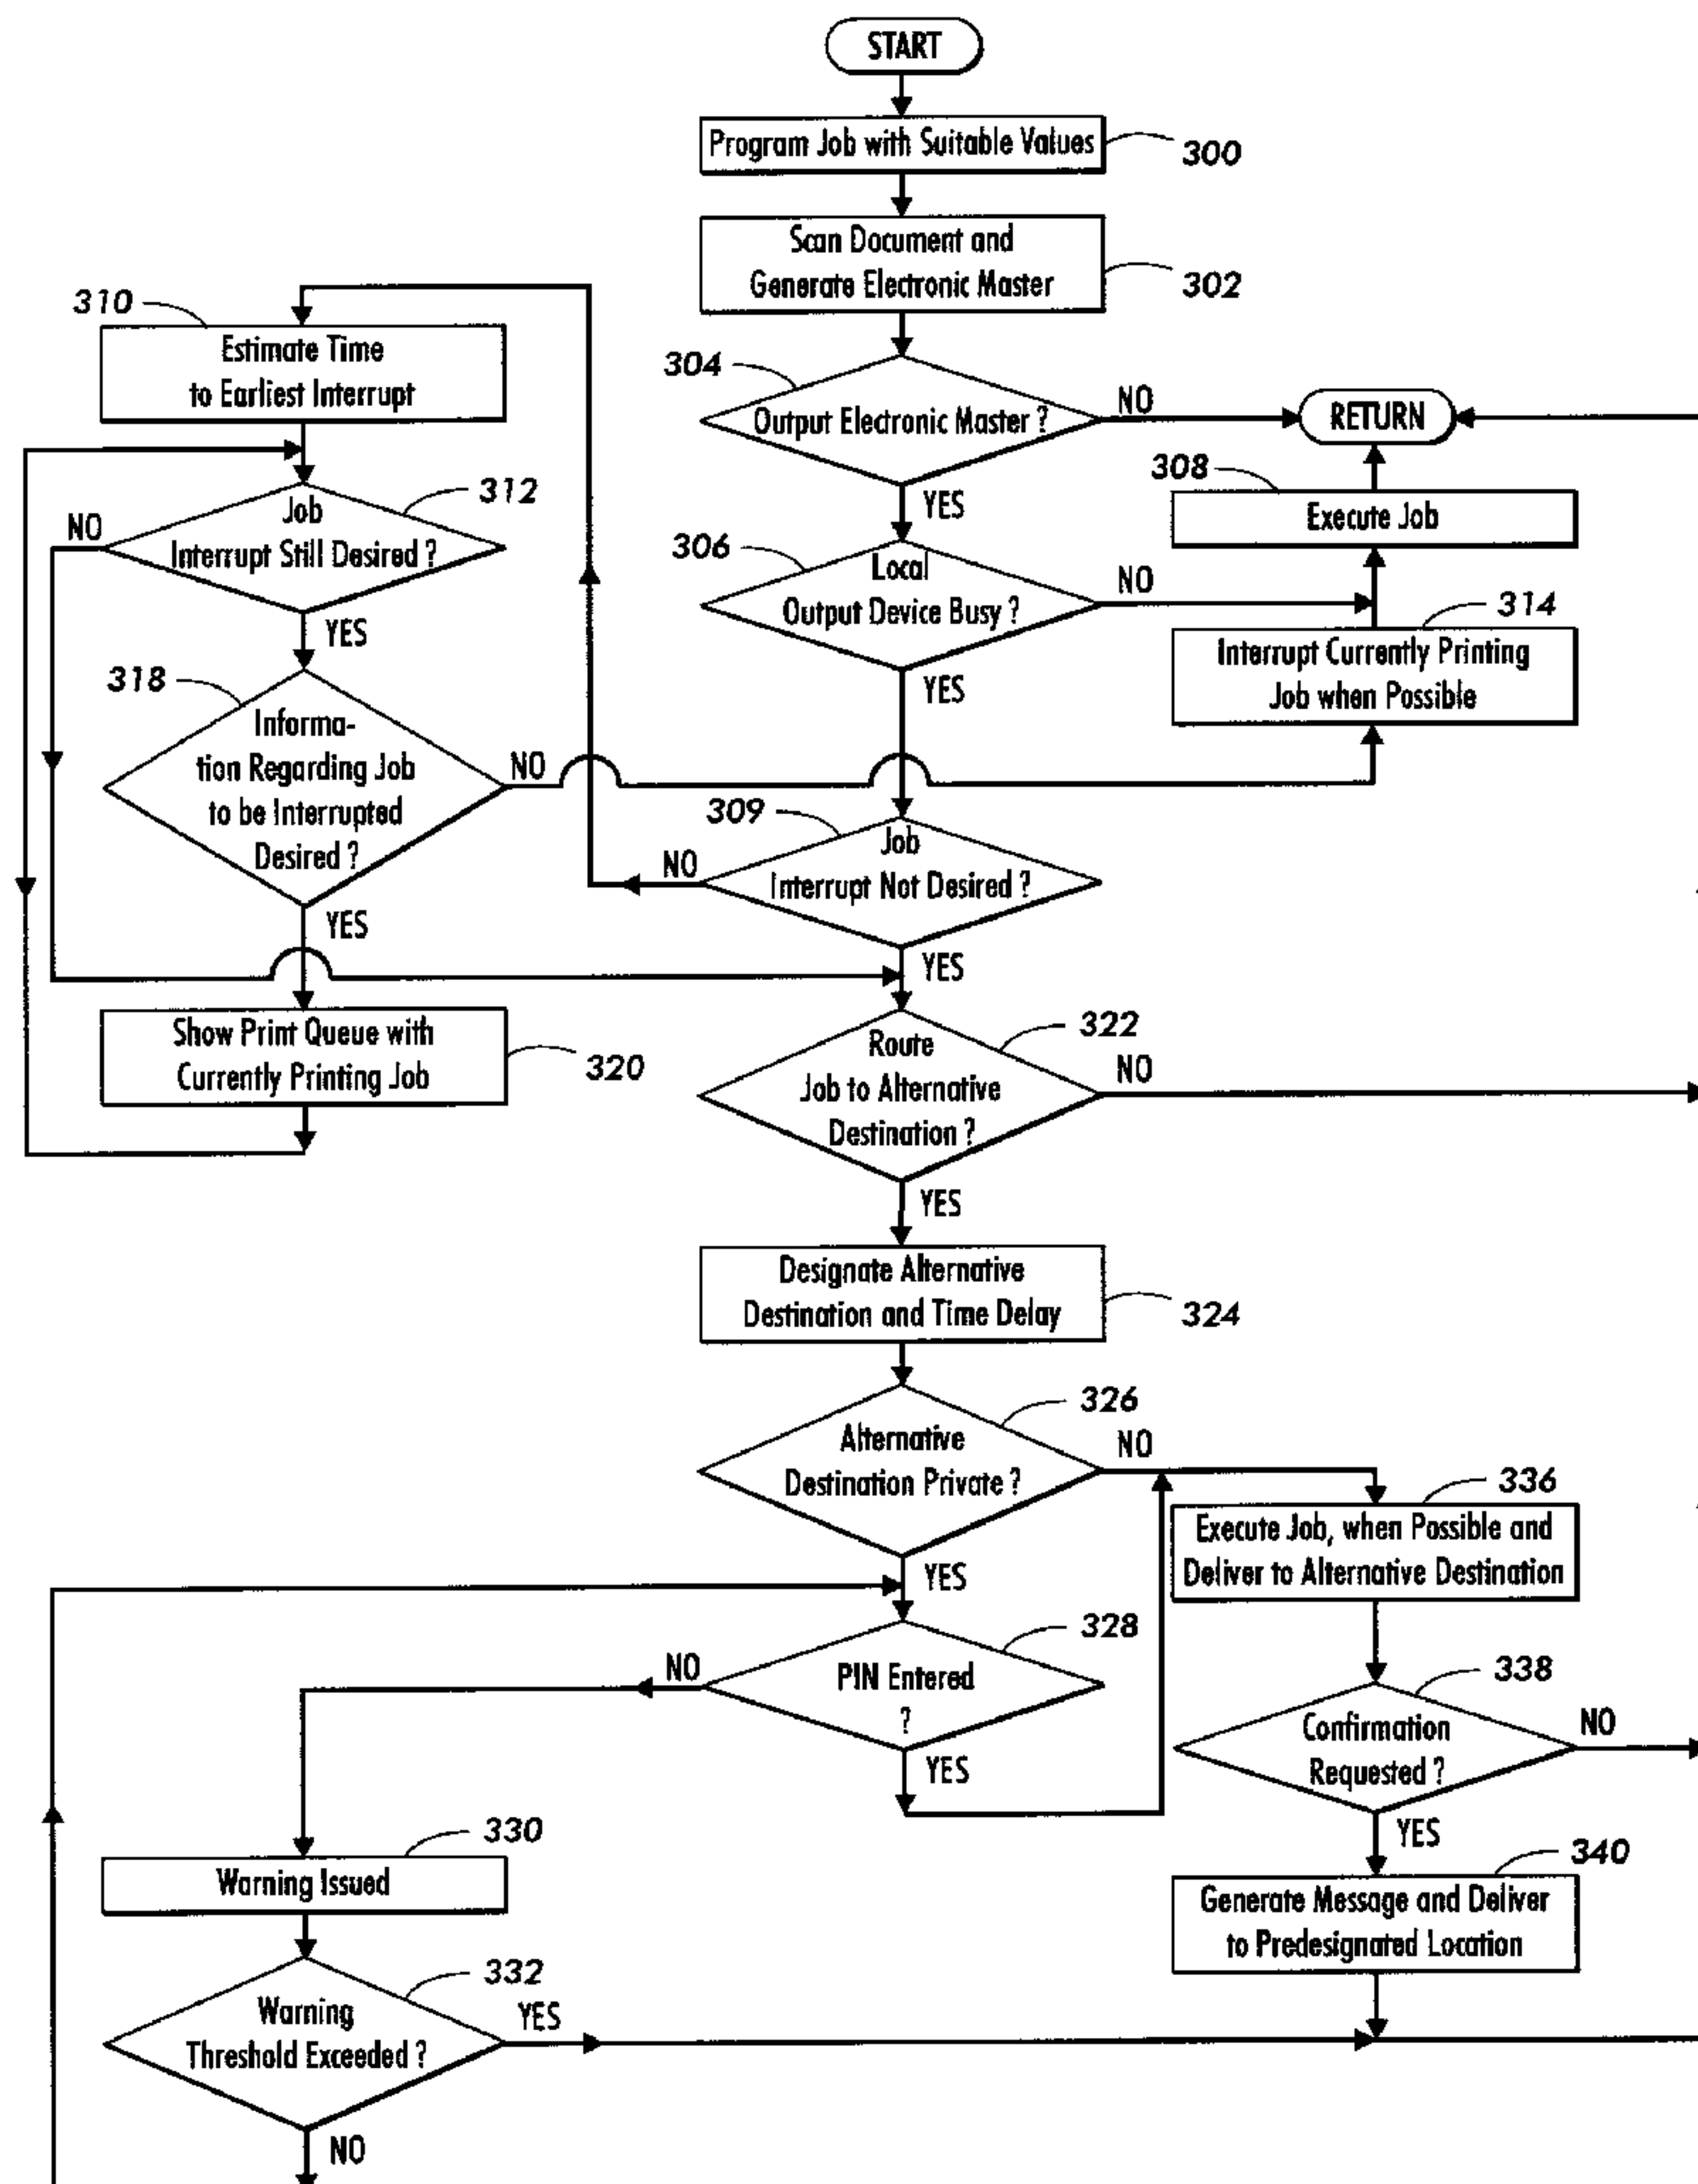 START
Program Job with Suitable Values
300
Scan Document and
Generate Electronic Master
302
310
Estimate Time
to Earliest Interrupt
304
Output Electronic Master ?
NO
RETURN
YES
308
Execute Job
312
Job
Interrupt Still Desired ?
NO
YES
306
Local
Output Device Busy ?
NO
YES
314
Interrupt Currently Printing
Job when Possible
318
Informa-
tion Regarding Job
to be Interrupted
Desired ?
NO
YES
309
Job
Interrupt Not Desired ?
NO
YES
Show Print Queue with
Currently Printing Job
320
322
Route
Job to Alternative
Destination ?
NO
YES
Designate Alternative
Destination and Time Delay
324
326
Alternative
Destination Private ?
NO
YES
336
Execute Job, when Possible and
Deliver to Alternative Destination
328
PIN Entered
?
NO
YES
338
Confirmation
Requested ?
NO
YES
330
Warning Issued
340
Generate Message and Deliver
to Predesignated Location
332
Warning
Threshold Exceeded ?
YES
NO